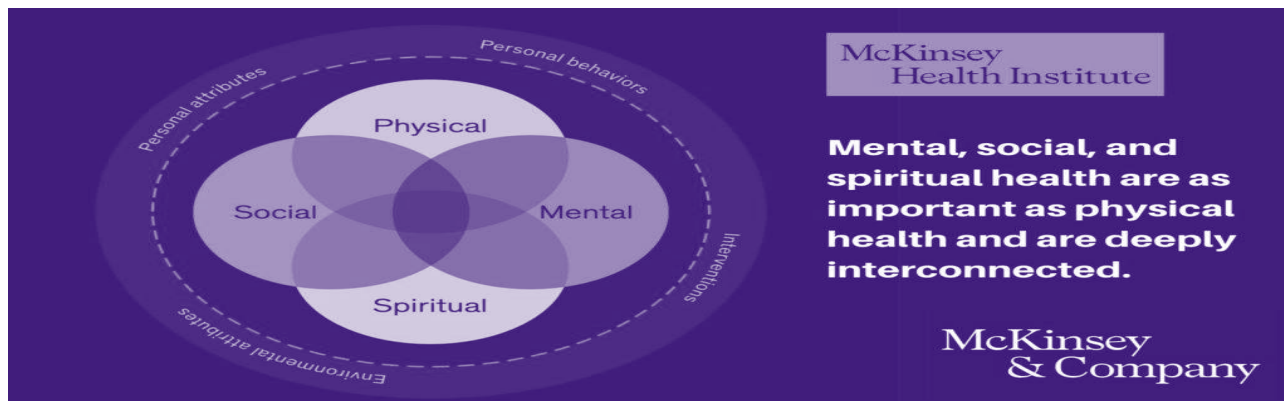 Personal behaviors
Personal attributes
Physical
Social
Mental
Spiritual
Interventions
Environmental attributes
McKinsey
Health Institute
Mental, social, and
spiritual health are as
important as physical
health and are deeply
interconnected.
McKinsey
& Company